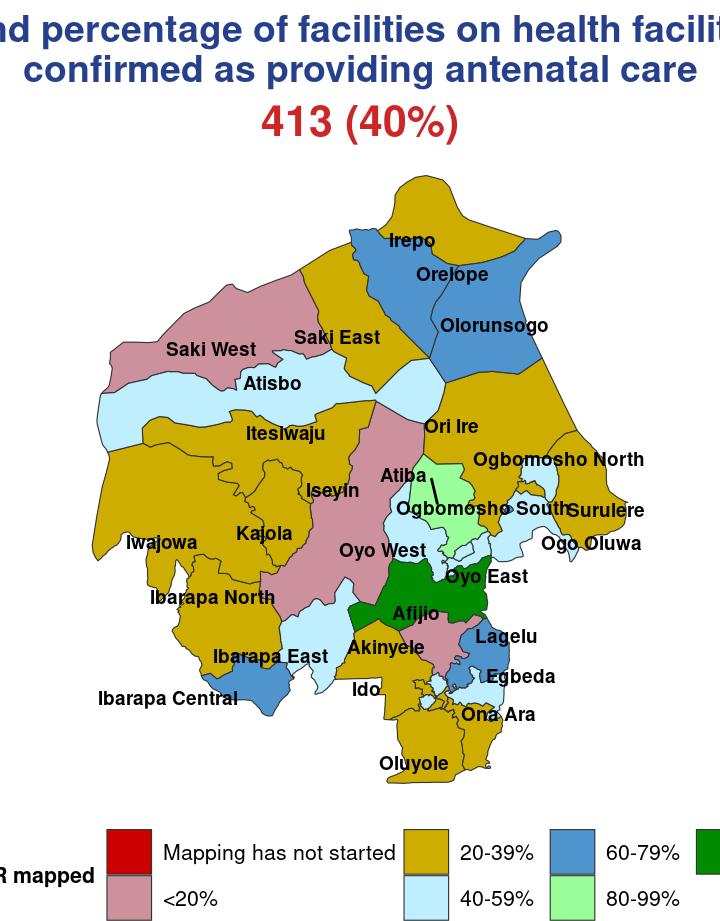 nd percentage of facilities on health facilit
confirmed as providing antenatal care
413 (40%)
Irepo
Orelope
Olorunsogo
Saki East
Saki West
Atisbo
Ori Ire
Itesiwaju
Ogbomosho North
Atiba
Iseyin
Ogbomosho South
Surulere
Kajola
Iwajowa
Ogo Oluwa
Oyo West
Oyo East
Ibarapa North
Afijio
Lagelu
Akinyele
Ibarapa East
Egbeda
Ido
Ibarapa Central
Ona Ara
Oluyole
R mapped
Mapping has not started
<20%
20-39%
40-59%
60-79%
80-99%